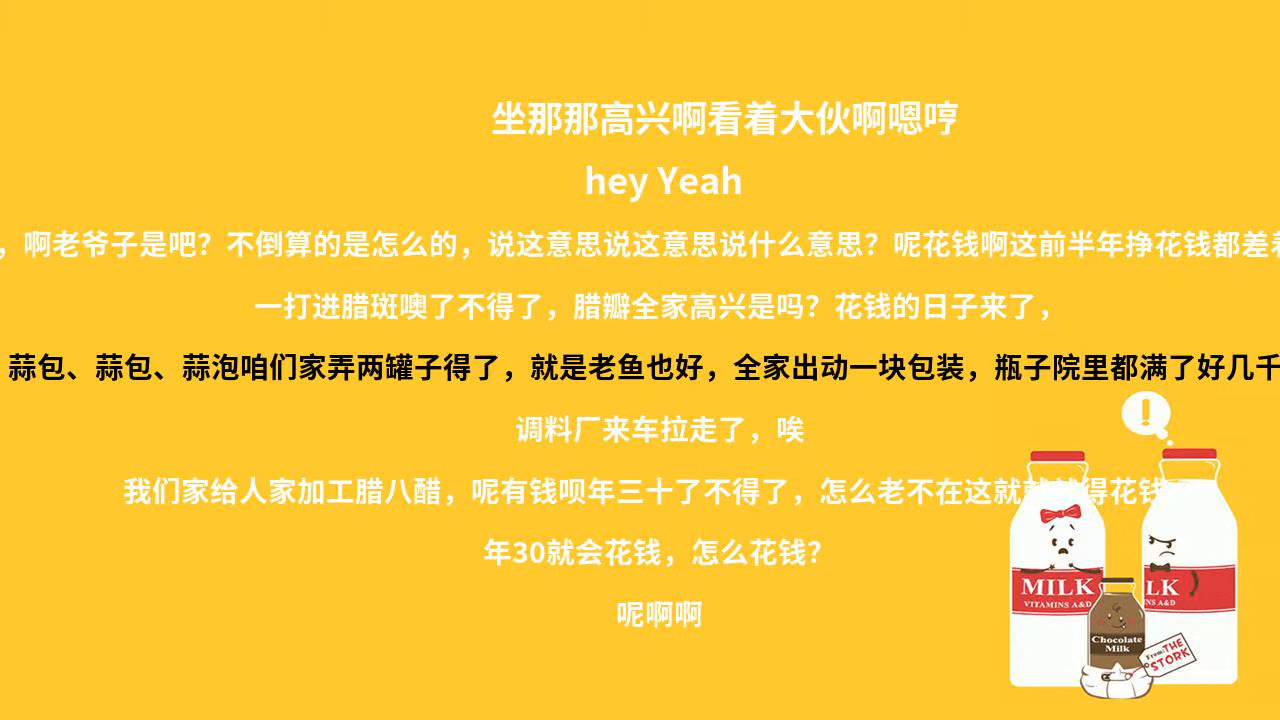 坐那那高兴啊看着大伙啊嗯哼
hey Yeah
，啊老爷子是吧？不倒算的是怎么的，说这意思说这意思说什么意思？呢花钱啊这前半年挣花钱都差
一打进腊斑噢了不得了，腊瓣全家高兴是吗？花钱的日子来了，
蒜包、蒜包、蒜泡咱们家弄两罐子得了，就是老鱼也好，全家出动一块包装，瓶子院里都满了好几千
调料厂来车拉走了，唉
我们家给人家加工腊八醋，呢有钱呗年三十了不得了，怎么老不在这就就就得花钱
年30就会花钱，怎么花钱？
呢啊啊
!
MILK
VITAMINS A&D
LK
NS A&D
Chocolate
Milk
From: THE
STORK